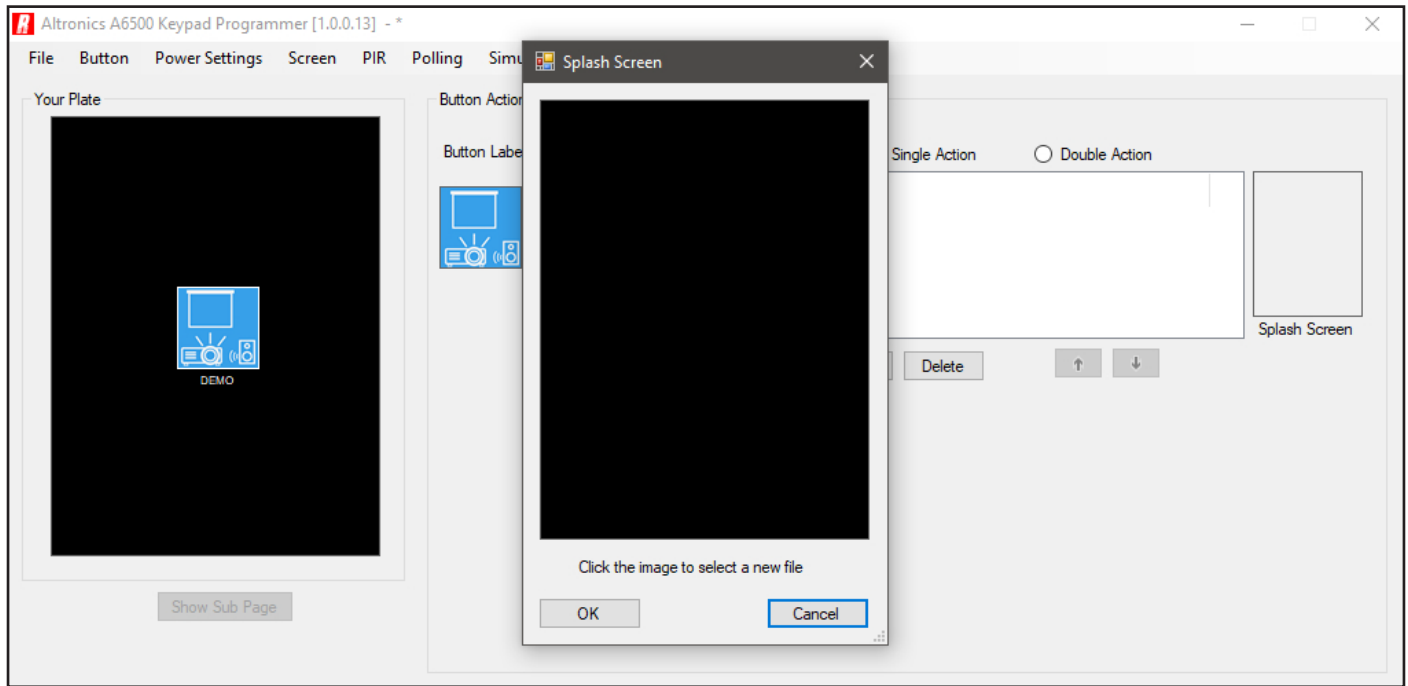 Altronics A6500 Keypad Programmer [1.0.0.13] - *
File Button Power Settings Screen PIR Polling Simu
Splash Screen
Your Plate
Button Action
Button Labe
Single Action
Double Action
DEMO
Splash Screen
Delete
Click the image to select a new file
Show Sub Page
OK
Cancel